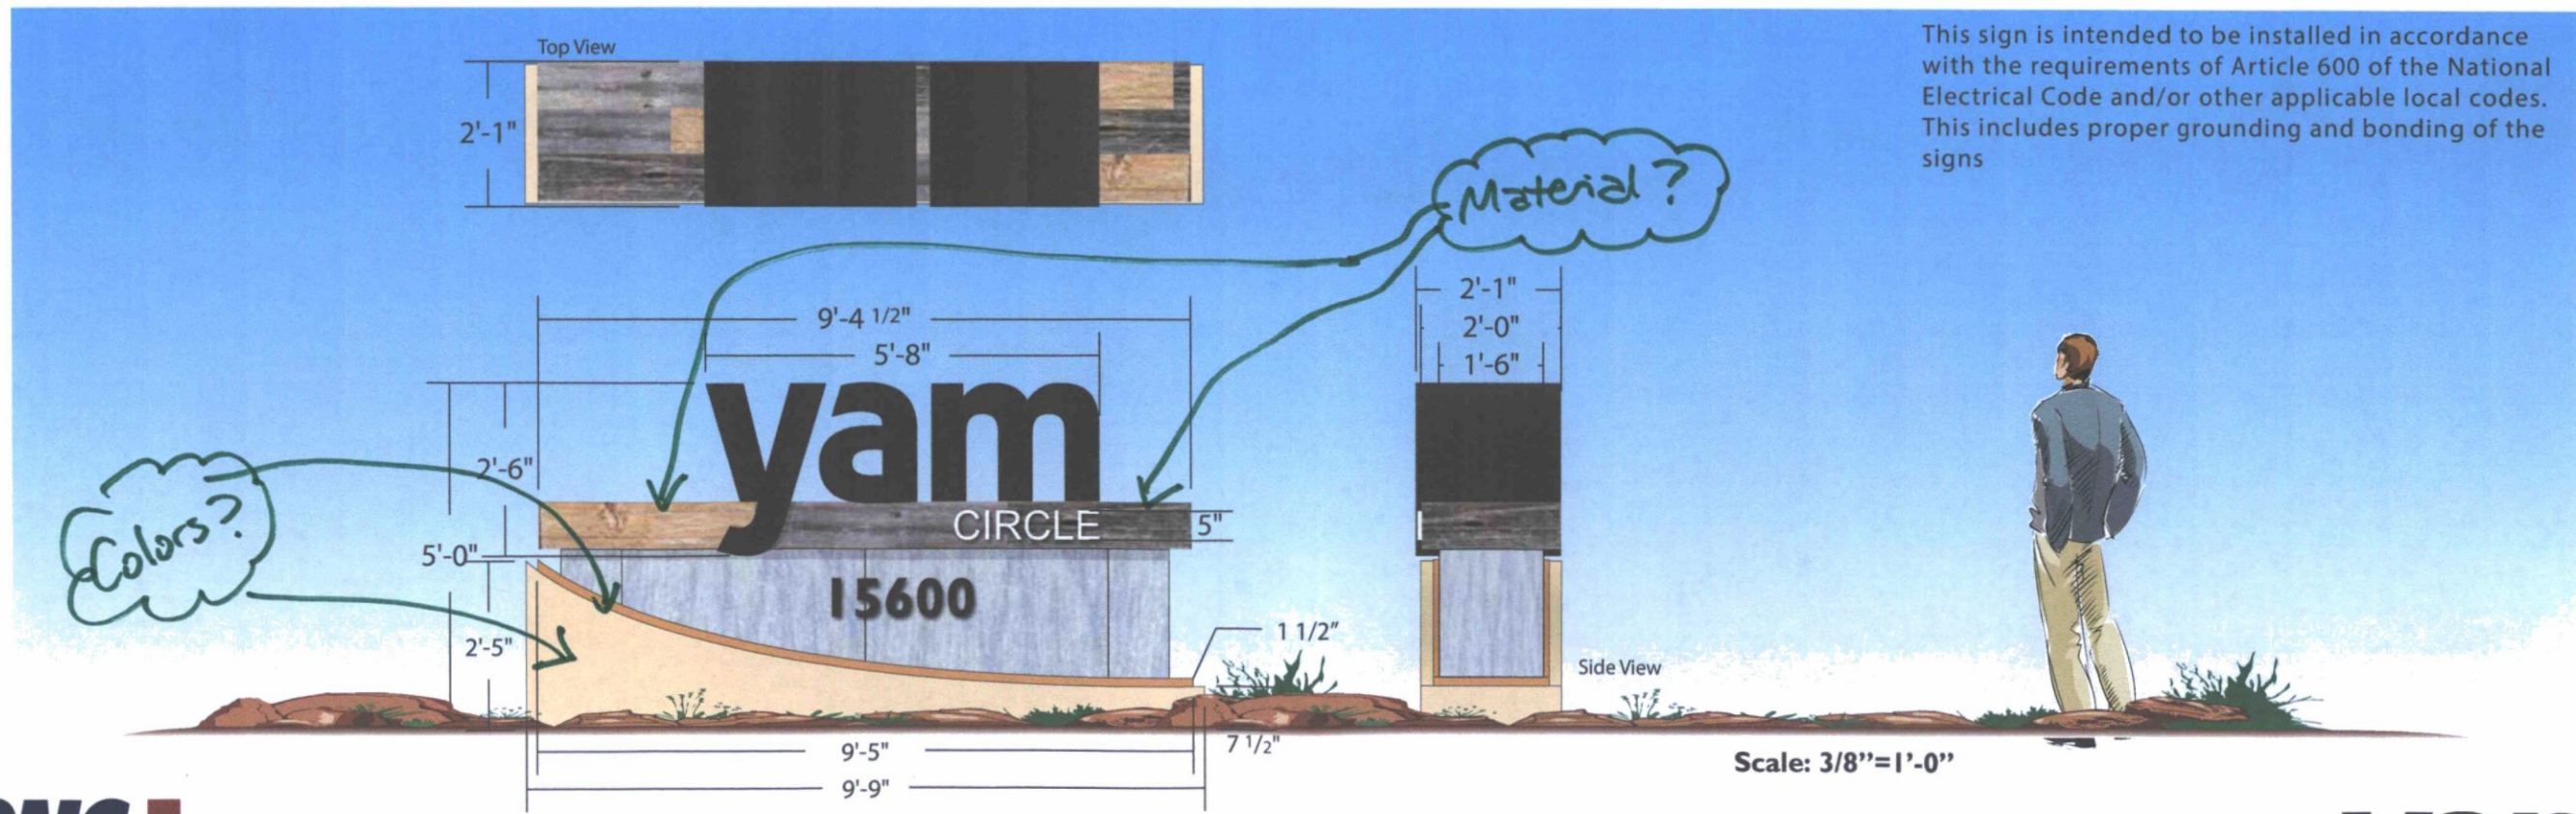 Top View
This sign is intended to be installed in accordance
with the requirements of Article 600 of the National
Electrical Code and/or other applicable local codes.
This includes proper grounding and bonding of the
signs
2'-1"
Material?
9'-4 1/2"
5'-8"
2'-1"
2'-0"
1'-6"
yam
2'-6"
CIRCLE
5"
Colors?
5'-0"
15600
2'-5"
1 1/2"
Side View
9'-5"
7 1/2"
Scale: 3/8"=1'-0"
9'-9"